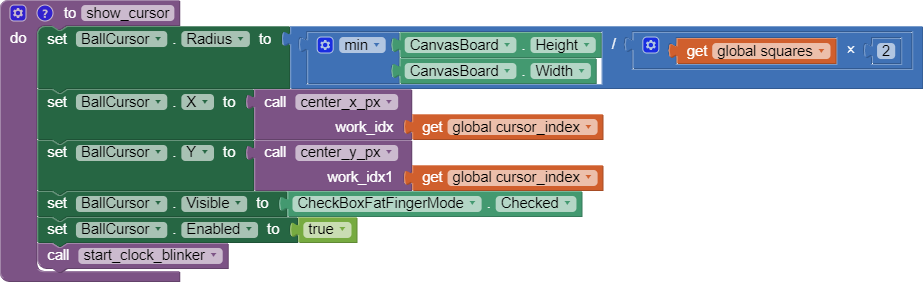 ? to show_cursor
do set BallCursor . Radius to min CanvasBoard . Height / get global squares × 2
CanvasBoard . Width
set BallCursor . X to call center_x_px
work_idx get global cursor_index
set BallCursor . Y to call center_y_px
work_idx1 get global cursor_index
set BallCursor . Visible to CheckBoxFatFingerMode . Checked
set BallCursor . Enabled to true
call start_clock_blinker